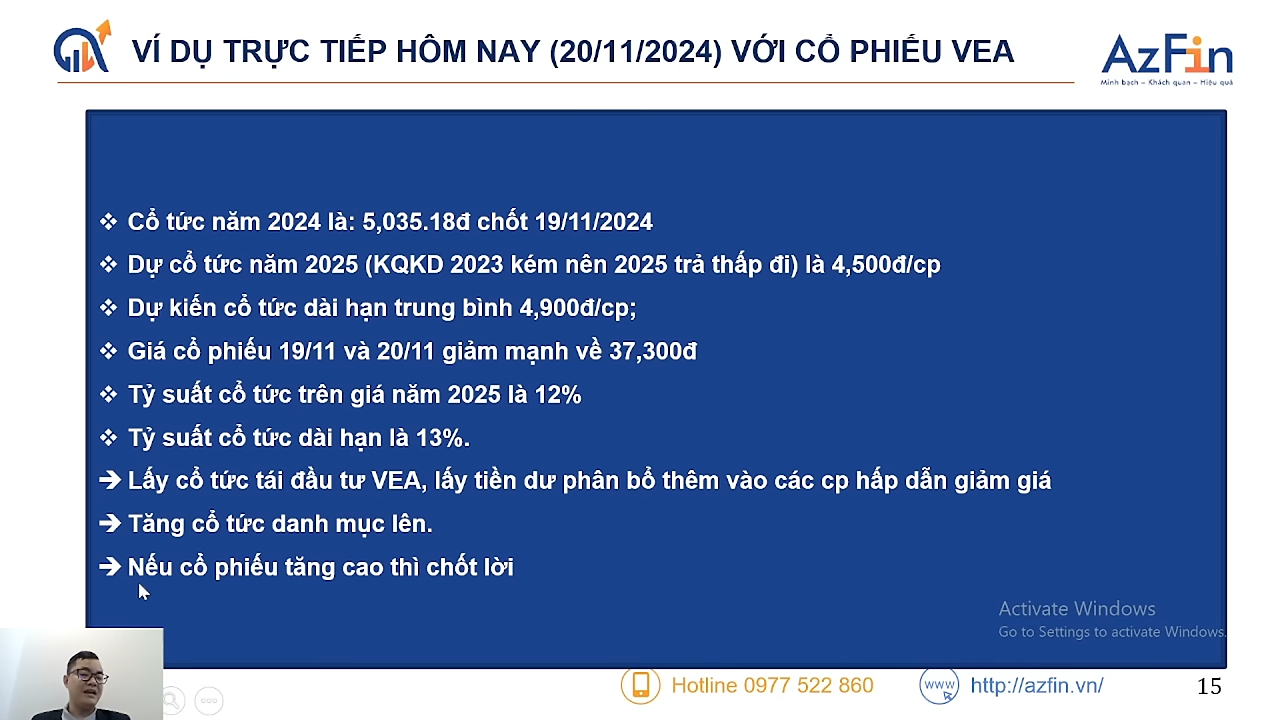 VÍ DỤ TRỰC TIẾP HÔM NAY (20/11/2024) VỚI CỔ PHIẾU VEA
AzFin
Minh bạch – Khách quan – Hiệu quả
❖ Cổ tức năm 2024 là: 5,035.18đ chốt 19/11/2024
❖ Dự cổ tức năm 2025 (KQKD 2023 kém nên 2025 trả thấp đi) là 4,500đ/cp
❖ Dự kiến cổ tức dài hạn trung bình 4,900đ/cp;
❖ Giá cổ phiếu 19/11 và 20/11 giảm mạnh về 37,300đ
❖ Tỷ suất cổ tức trên giá năm 2025 là 12%
❖ Tỷ suất cổ tức dài hạn là 13%.
➔ Lấy cổ tức tái đầu tư VEA, lấy tiền dư phân bổ thêm vào các cp hấp dẫn giảm giá
➔ Tăng cổ tức danh mục lên.
➔ Nếu cổ phiếu tăng cao thì chốt lời
Activate Windows
Go to Settings to activate Windows.
Hotline 0977 522 860
www
http://azfin.vn/
15